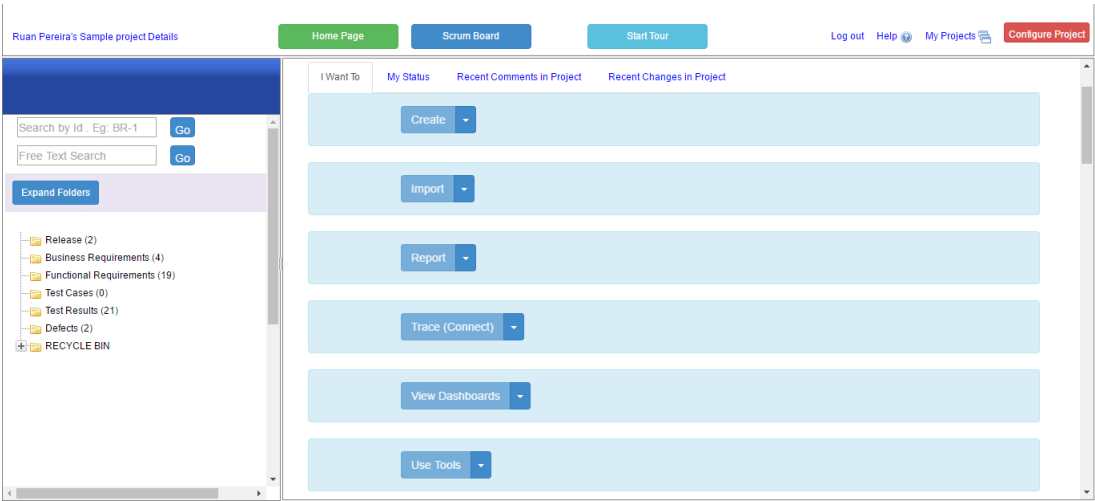 Ruan Pereira's Sample project Details
Home Page
Scrum Board
Start Tour
Log out
Help
My Projects
Configure Project
Search by Id . Eg: BR-1
Go
Free Text Search
Go
Expand Folders
Release (2)
Business Requirements (4)
Functional Requirements (19)
Test Cases (0)
Test Results (21)
Defects (2)
RECYCLE BIN
I Want To
My Status
Recent Comments in Project
Recent Changes in Project
Create
Import
Report
Trace (Connect)
View Dashboards
Use Tools